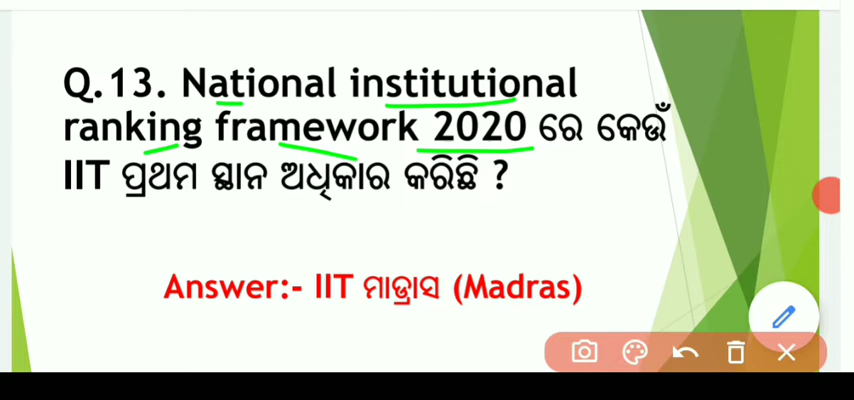 Q.13. National institutional
ranking framework 2020 ରେ କେଉଁ
IIT ପ୍ରଥମ ସ୍ଥାନ ଅଧିକାର କରିଛି ?
Answer:- IIT ମାଡ୍ରାସ (Madras)